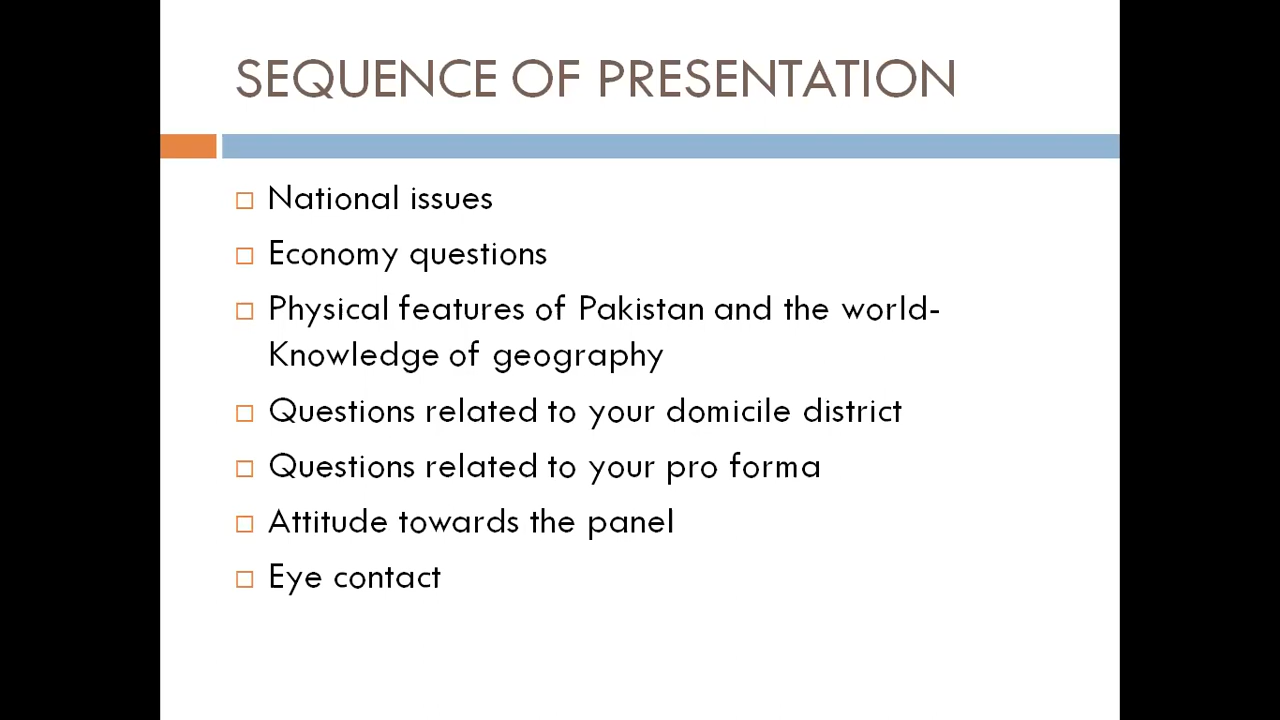 SEQUENCE OF PRESENTATION
National issues
Economy questions
Physical features of Pakistan and the world-
Knowledge of geography
Questions related to your domicile district
Questions related to your pro forma
Attitude towards the panel
Eye contact